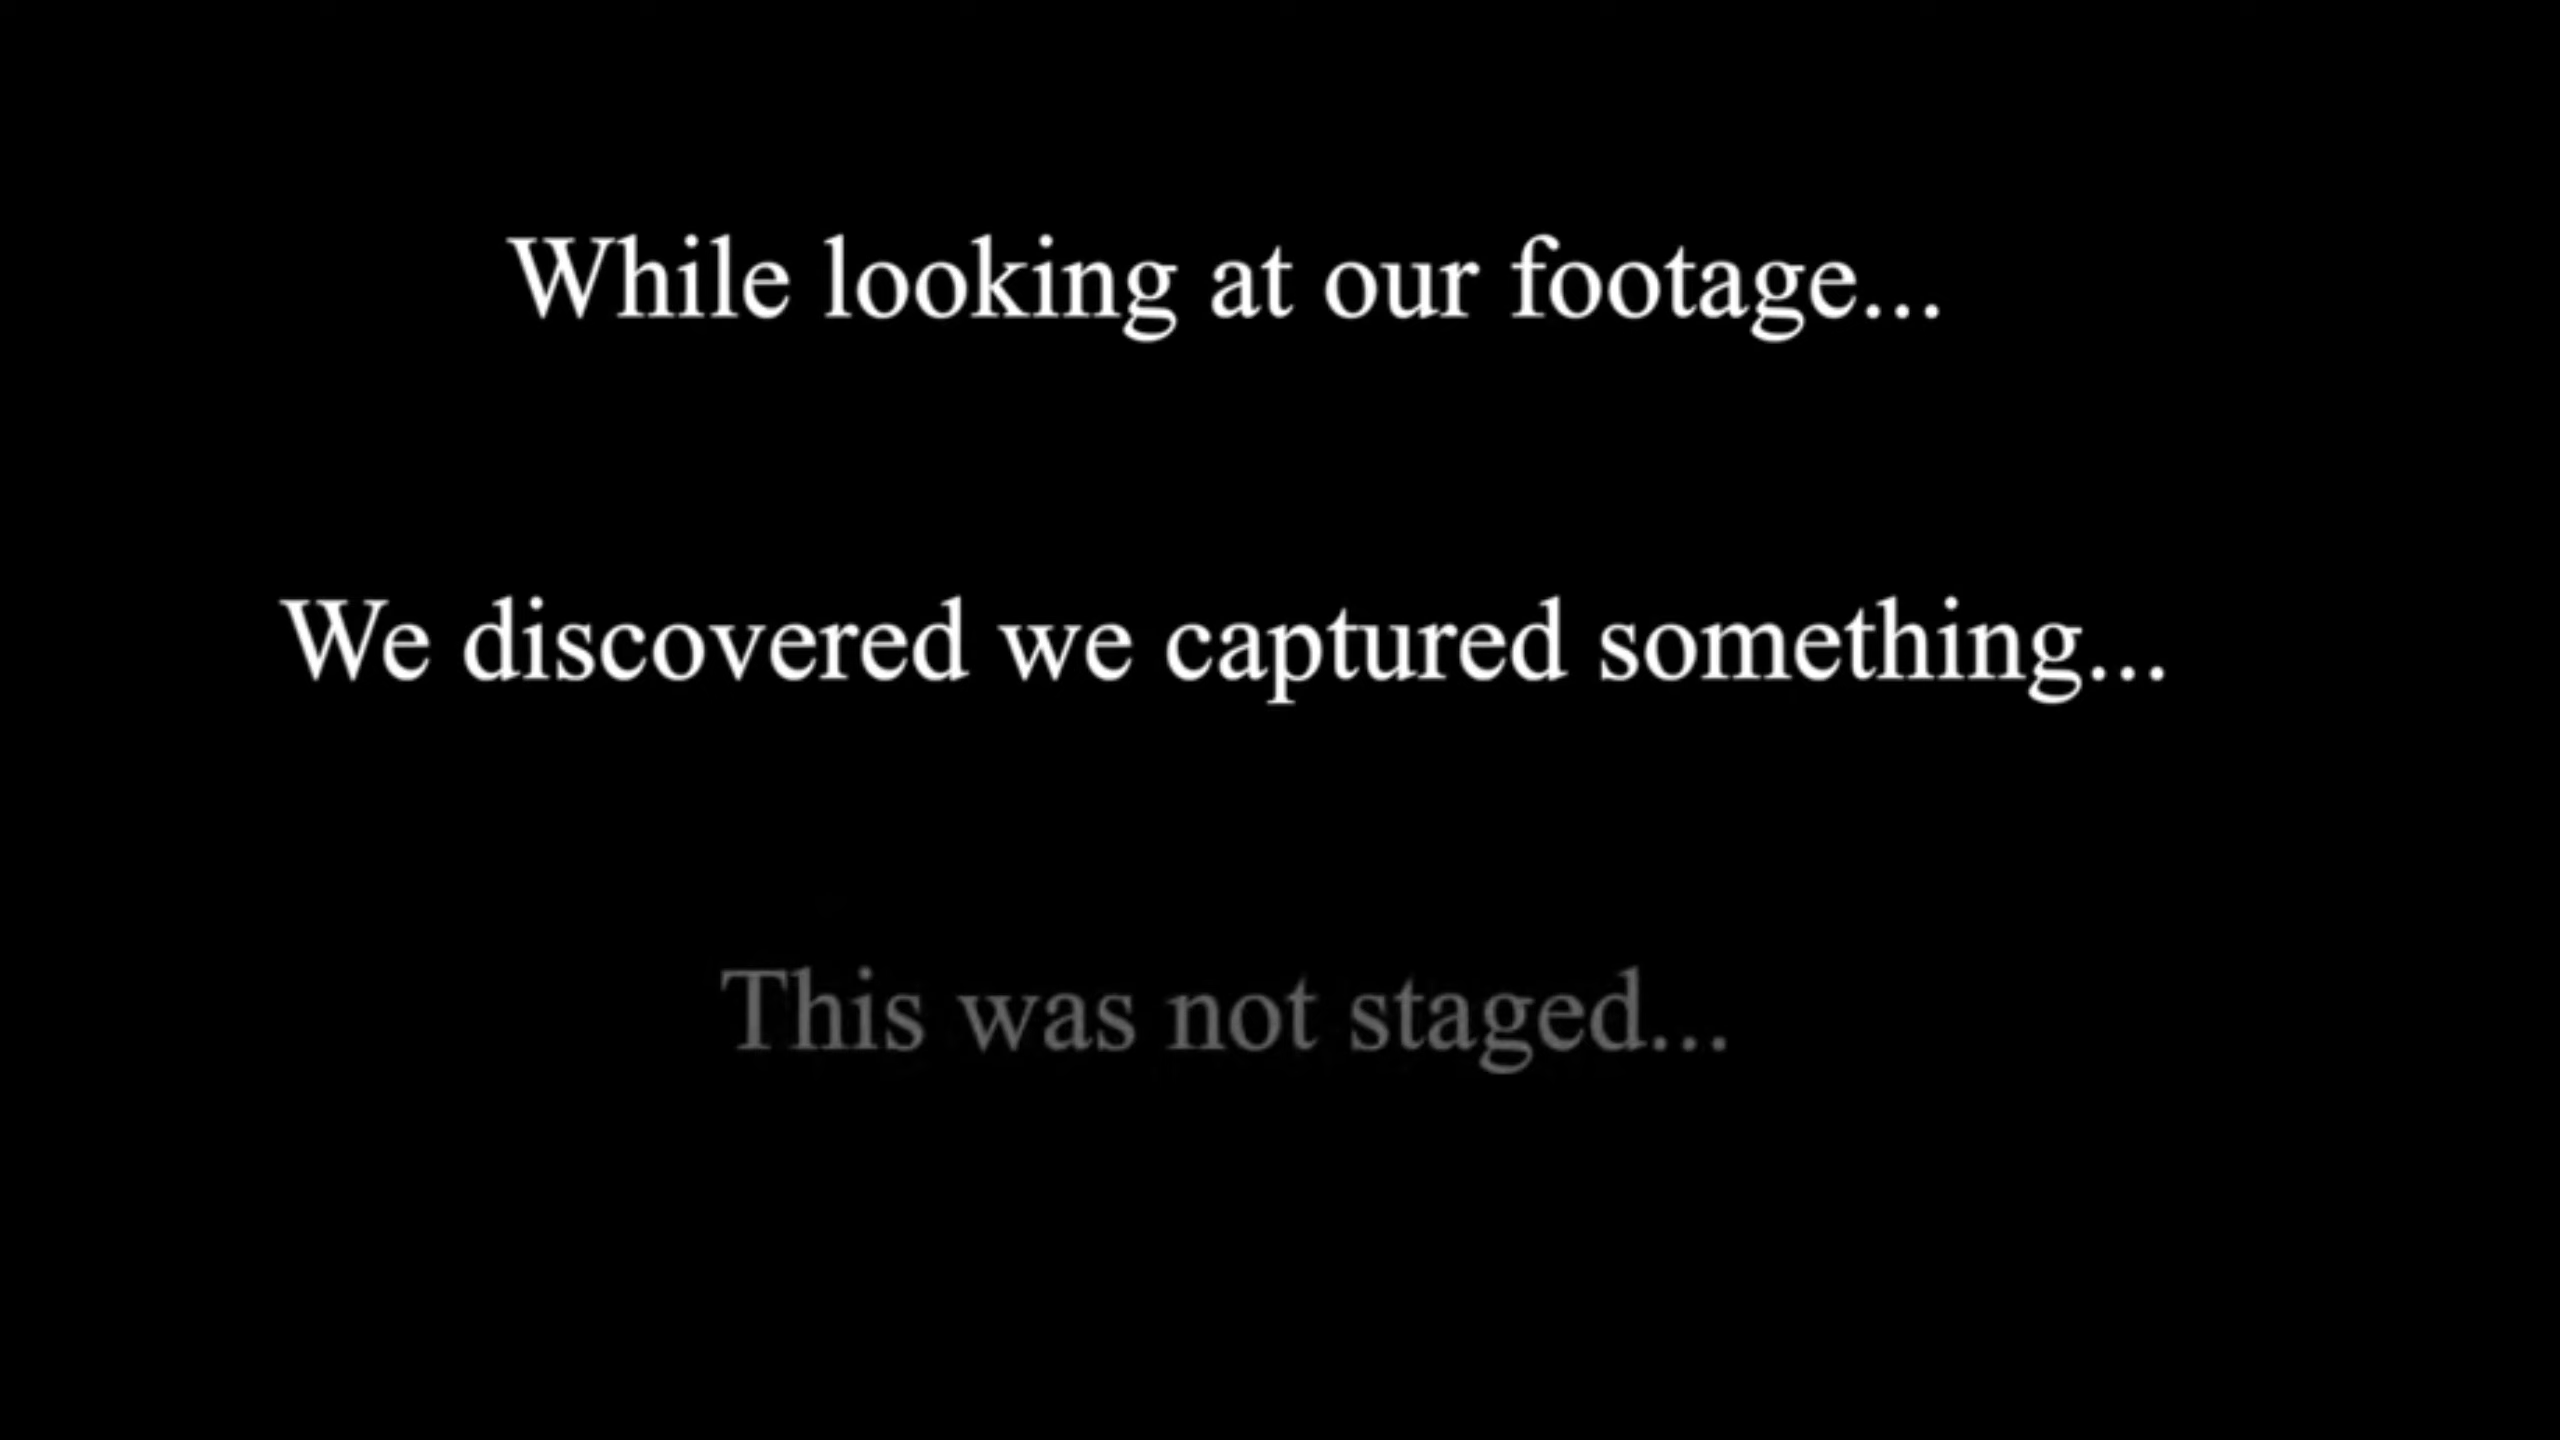 While looking at our footage...
We discovered we captured something...
This was not staged...